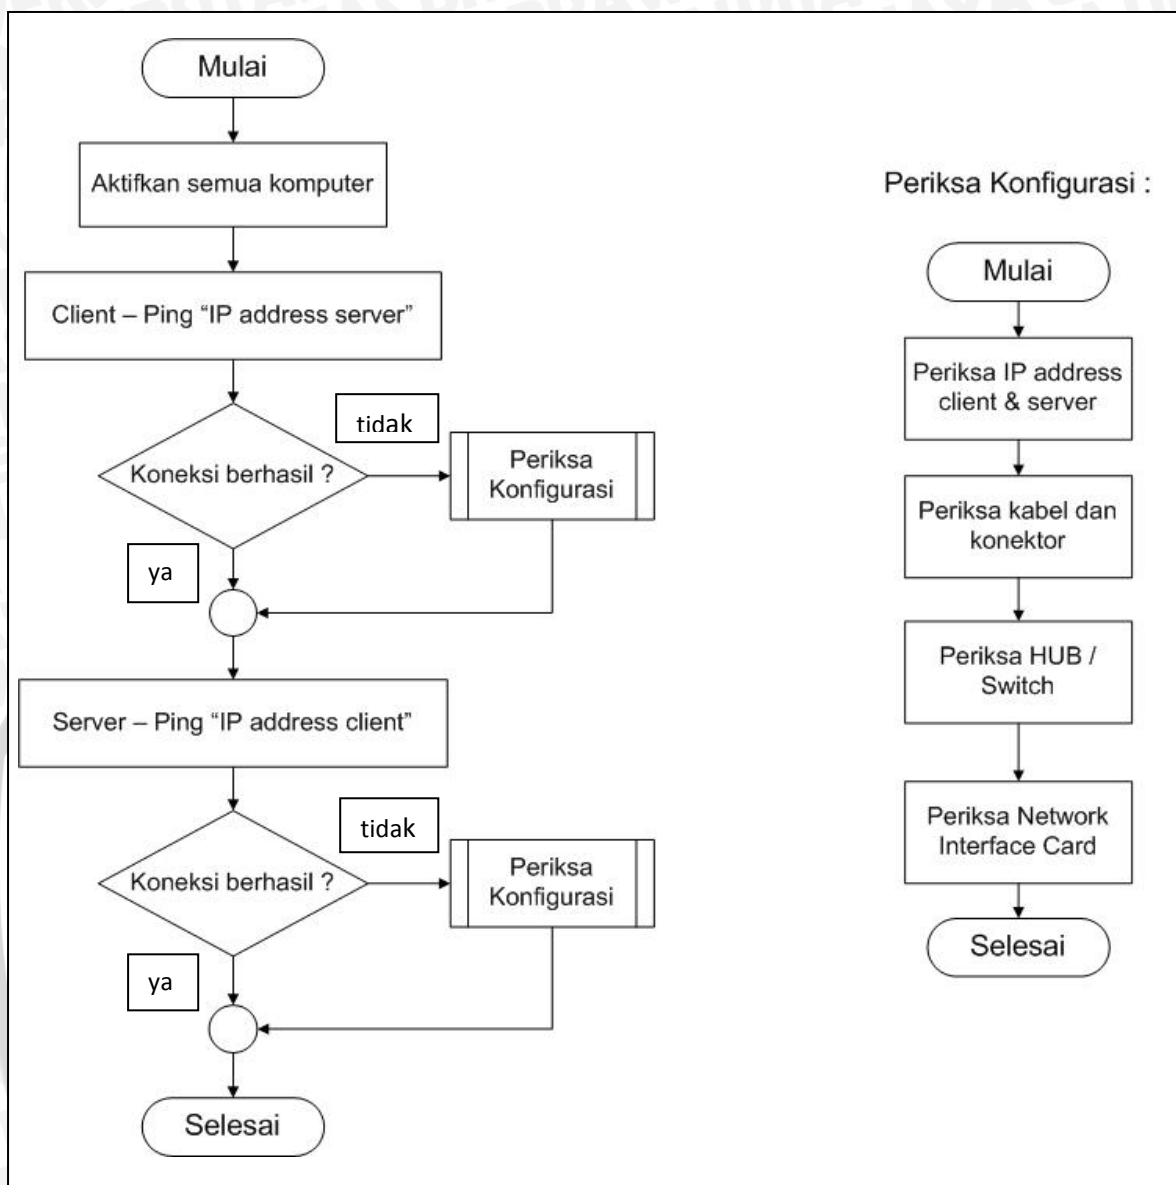 Mulai
Aktifkan semua komputer
Client – Ping “IP address server”
Koneksi berhasil ?
tidak
Periksa
Konfigurasi
ya
Server – Ping “IP address client”
Koneksi berhasil ?
tidak
Periksa
Konfigurasi
ya
Selesai
Periksa Konfigurasi :
Mulai
Periksa IP address
client & server
Periksa kabel dan
konektor
Periksa HUB /
Switch
Periksa Network
Interface Card
Selesai